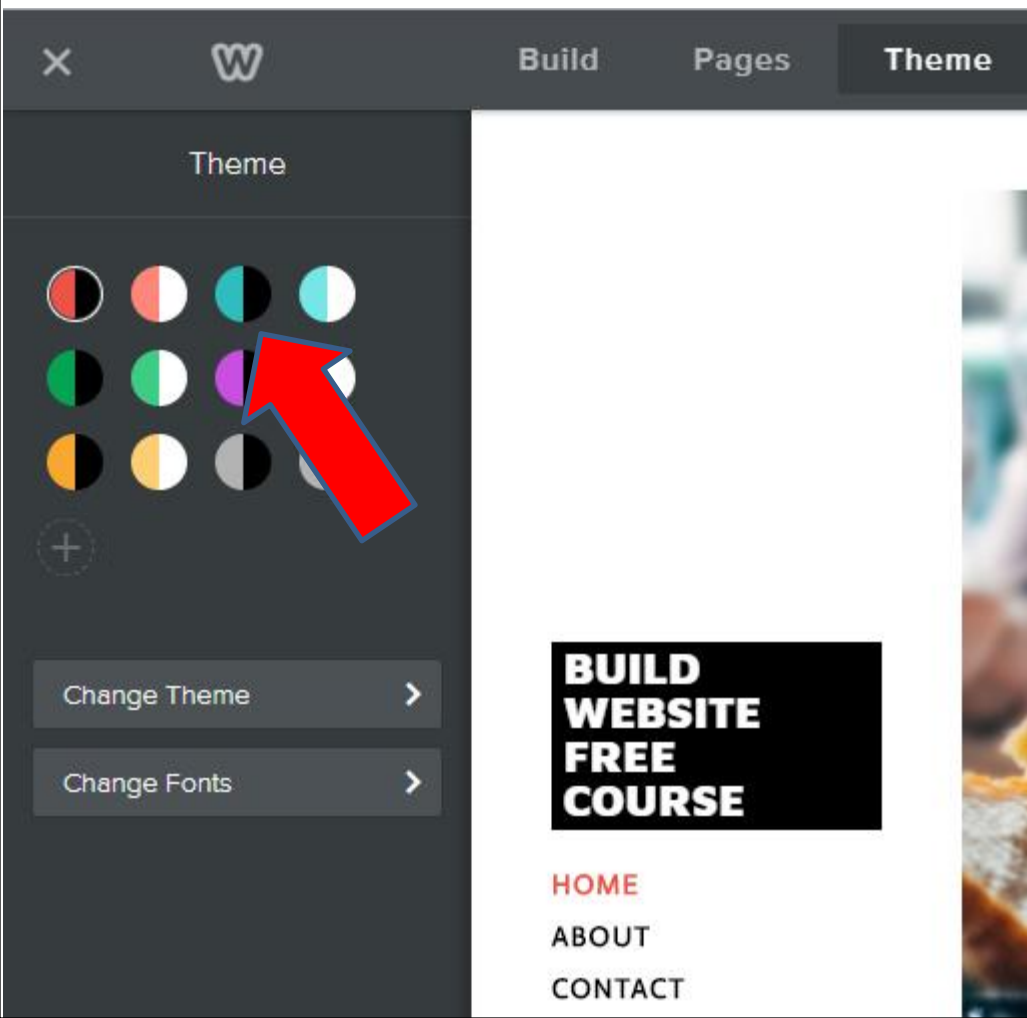 Build Pages Theme
Theme
Change Theme
Change Fonts
BUILD
WEBSITE
FREE
COURSE
HOME
ABOUT
CONTACT